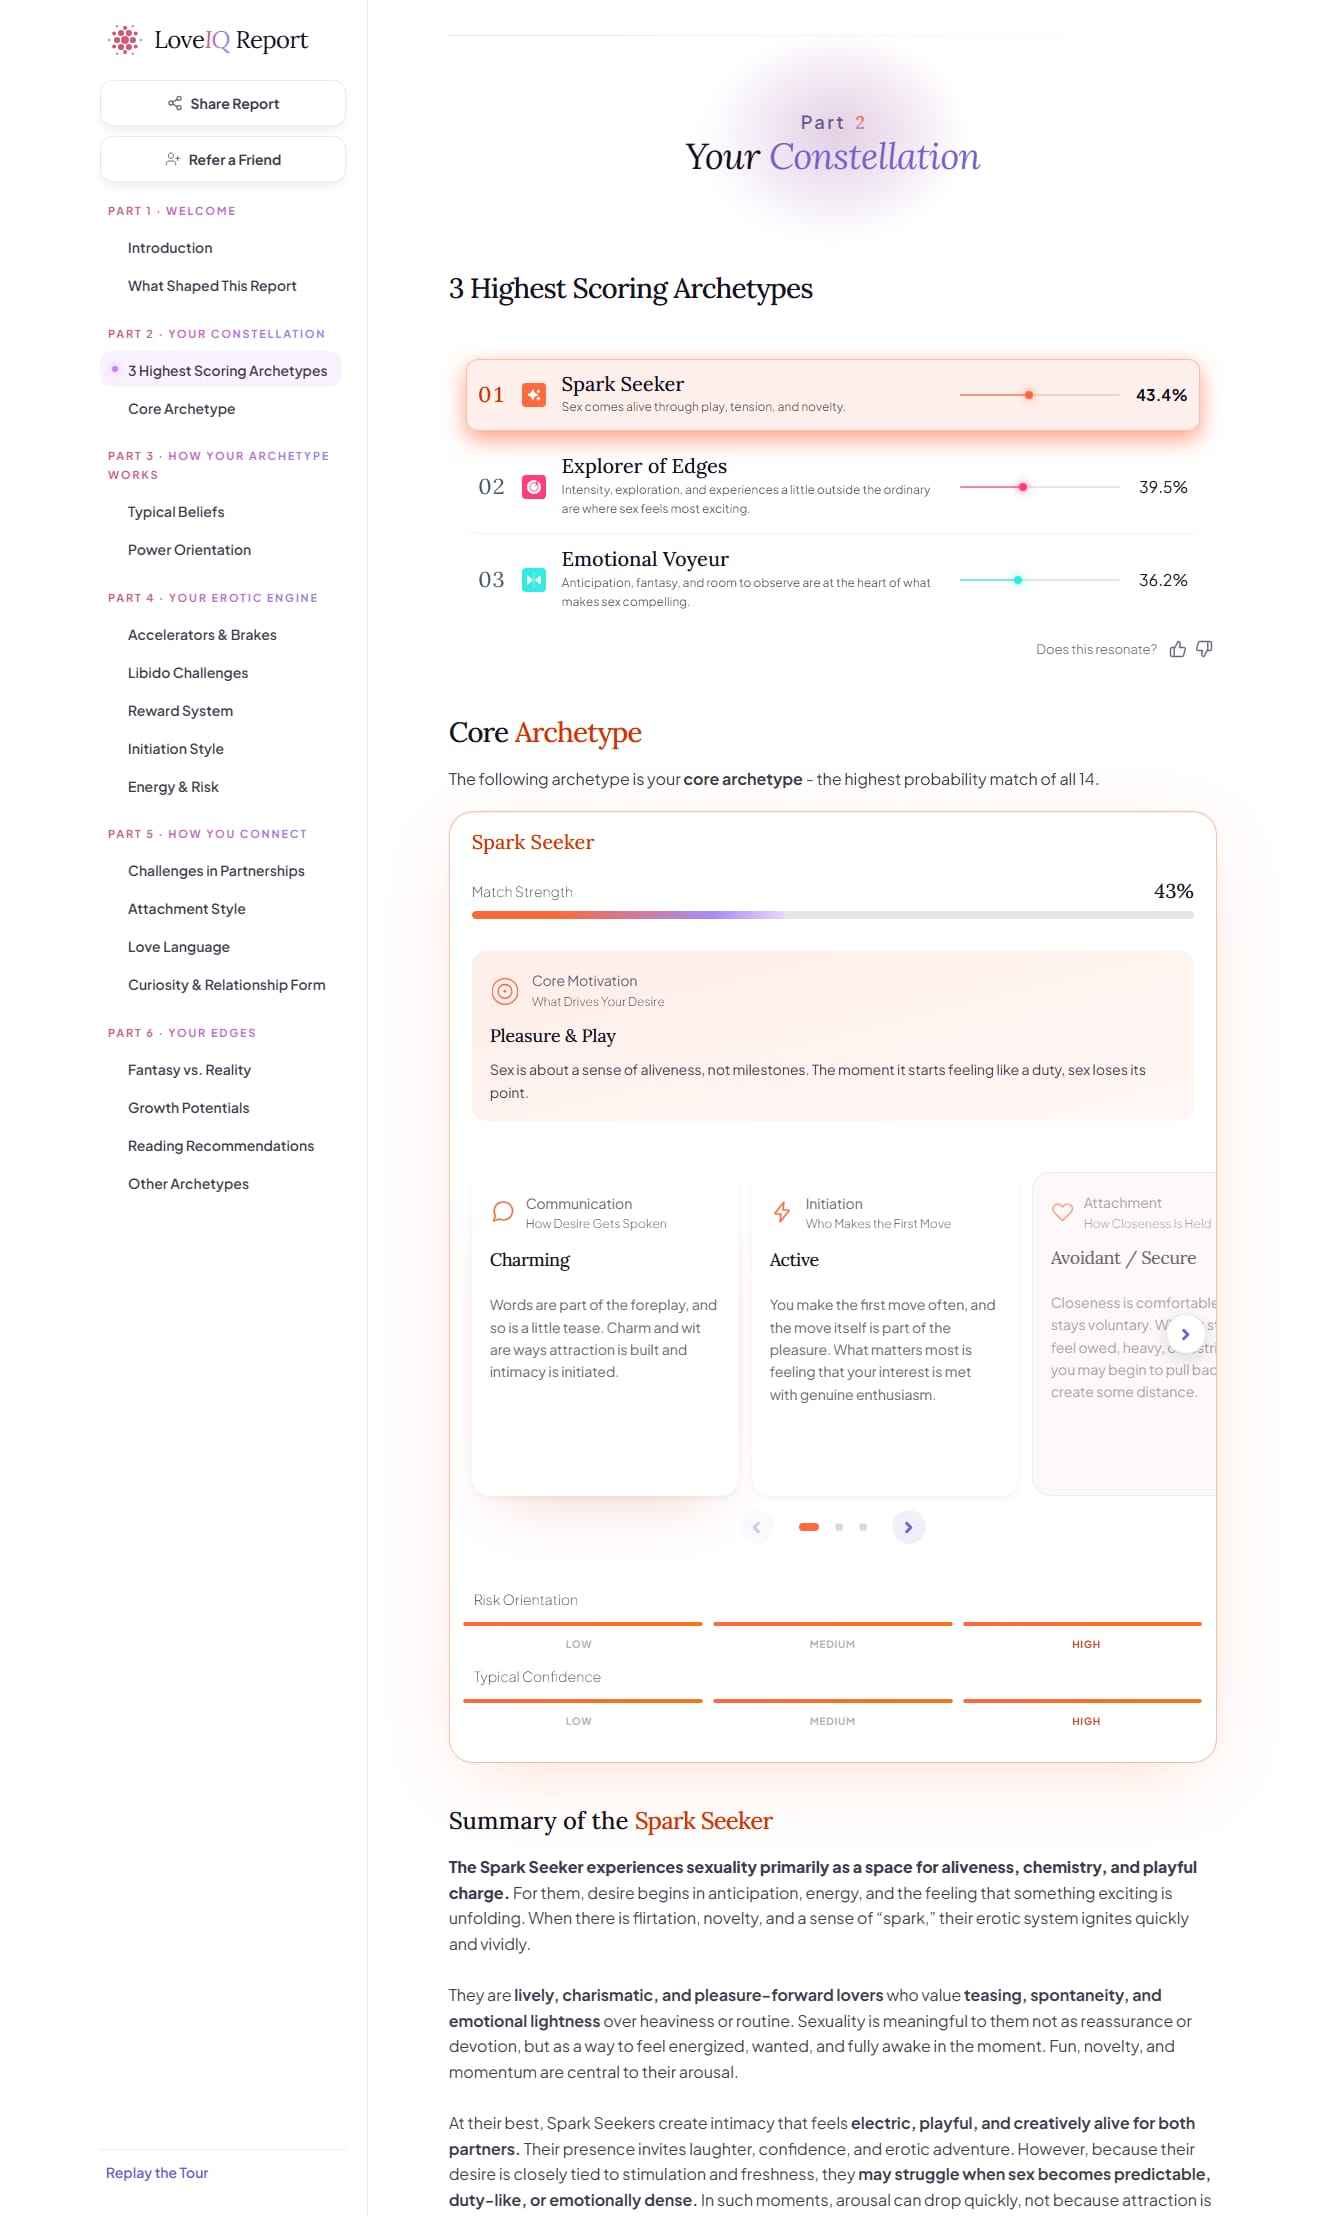 LoveIQ Report
Share Report
Refer a Friend
PART 1 · WELCOME
Introduction
What Shaped This Report
PART 2 · YOUR CONSTELLATION
3 Highest Scoring Archetypes
Core Archetype
PART 3 · HOW YOUR ARCHETYPE
WORKS
Typical Beliefs
Power Orientation
PART 4 · YOUR EROTIC ENGINE
Accelerators & Brakes
Libido Challenges
Reward System
Initiation Style
Energy & Risk
PART 5 · HOW YOU CONNECT
Challenges in Partnerships
Attachment Style
Love Language
Curiosity & Relationship Form
PART 6 · YOUR EDGES
Fantasy vs. Reality
Growth Potentials
Reading Recommendations
Other Archetypes
Replay the Tour
Part 2
Your Constellation
3 Highest Scoring Archetypes
01
Spark Seeker
Sex comes alive through play, tension, and novelty.
43.4%
02
Explorer of Edges
Intensity, exploration, and experiences a little outside the ordinary
are where sex feels most exciting.
39.5%
03
Emotional Voyeur
Anticipation, fantasy, and room to observe are at the heart of what
makes sex compelling.
36.2%
Does this resonate?
Core Archetype
The following archetype is your core archetype - the highest probability match of all 14.
Spark Seeker
Match Strength
43%
Core Motivation
What Drives Your Desire
Pleasure & Play
Sex is about a sense of aliveness, not milestones. The moment it starts feeling like a duty, sex loses its
point.
Communication
How Desire Gets Spoken
Charming
Words are part of the foreplay, and
so is a little tease. Charm and wit
are ways attraction is built and
intimacy is initiated.
Initiation
Who Makes the First Move
Active
You make the first move often, and
the move itself is part of the
pleasure. What matters most is
feeling that your interest is met
with genuine enthusiasm.
Attachment
How Closeness Is Held
Avoidant / Secure
Closeness is comfortable
stays voluntary.
feel owed, heavy,
you may begin to pull bac
create some distance.
Risk Orientation
LOW
MEDIUM
HIGH
Typical Confidence
LOW
MEDIUM
HIGH
Summary of the Spark Seeker
The Spark Seeker experiences sexuality primarily as a space for aliveness, chemistry, and playful
charge. For them, desire begins in anticipation, energy, and the feeling that something exciting is
unfolding. When there is flirtation, novelty, and a sense of “spark,” their erotic system ignites quickly
and vividly.
They are lively, charismatic, and pleasure-forward lovers who value teasing, spontaneity, and
emotional lightness over heaviness or routine. Sexuality is meaningful to them not as reassurance or
devotion, but as a way to feel energized, wanted, and fully awake in the moment. Fun, novelty, and
momentum are central to their arousal.
At their best, Spark Seekers create intimacy that feels electric, playful, and creatively alive for both
partners. Their presence invites laughter, confidence, and erotic adventure. However, because their
desire is closely tied to stimulation and freshness, they may struggle when sex becomes predictable,
duty-like, or emotionally dense. In such moments, arousal can drop quickly, not because attraction is